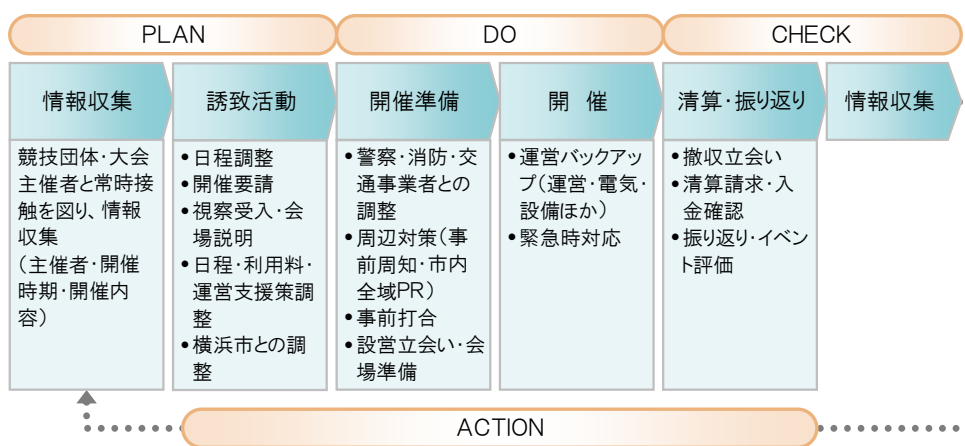 PLAN
DO
CHECK
情報収集
誘致活動
開催準備
開 催
清算・振り返り
情報収集
競技団体・大会
主催者と常時接
触を図り、情報
収集
(主催者・開催
時期・開催内
容)
•日程調整
•開催要請
•視察受入・会
場説明
•日程・利用料・
運営支援策調
整
•横浜市との調
整
•警察・消防・交
通事業者との
調整
•周辺対策(事
前周知・市内
全域PR)
•事前打合
•設営立会い・会
場準備
•運営バックアッ
プ(運営・電気・
設備ほか)
•緊急時対応
•撤収立会い
•清算請求・入
金確認
•振り返り・イベン
ト評価
ACTION